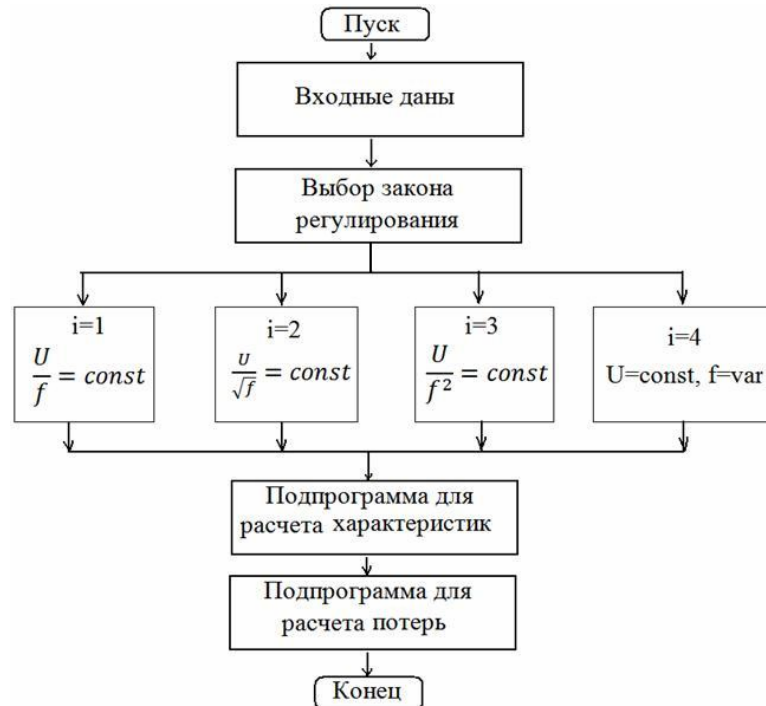 Пуск
Входные даны
Выбор закона
регулирования
i=1
U/f = const
i=2
U/√f = const
i=3
U/f² = const
i=4
U=const, f=var
Подпрограмма для
расчета характеристик
Подпрограмма для
расчета потерь
Конец